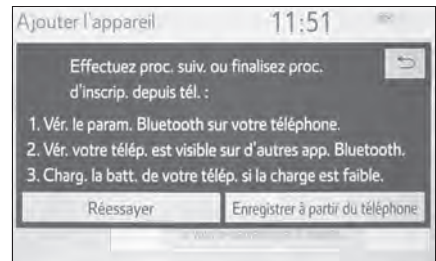 Ajouter l'appareil 11:51
Effectuez proc. suiv. ou finalisez proc.
d'inscrip. depuis tél. :
1. Vér. le param. Bluetooth sur votre téléphone.
2. Vér. votre télép. est visible sur d'autres app. Bluetooth.
3. Charg. la batt. de votre télép. si la charge est faible.
Réessayer Enregistrer à partir du téléphone